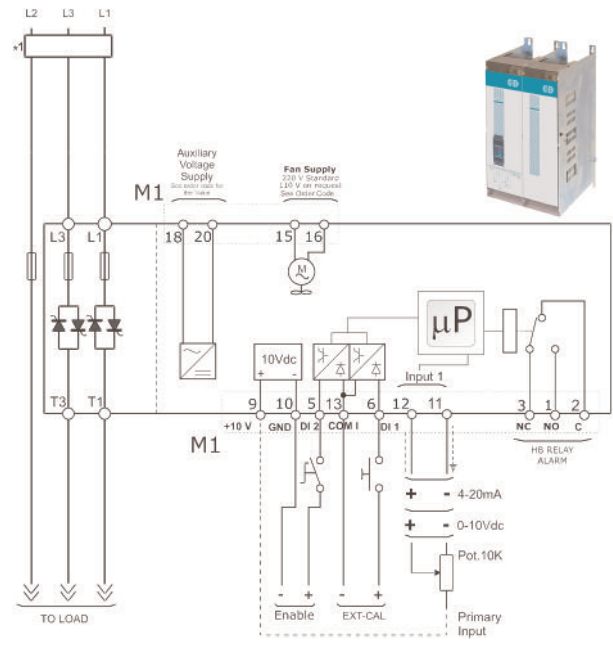 L2 L3 L1
*1
Auxiliary
Voltage
Supply
See order code for
the Value
Fan Supply
220 V Standard
110 V on request
See Order Code
M1
L3 L1 18 20 15 16
M
µP
10Vdc
+ -
Input 1
T3 T1 9 10 5 13 6 12 11 3 1 2
+10 V GND DI 2 COM I DI 1 NC NO C
M1
HB RELAY
ALARM
+ - 4-20mA
+ - 0-10Vdc
Pot.10K
- + - +
Enable EXT-CAL
TO LOAD
Primary
Input